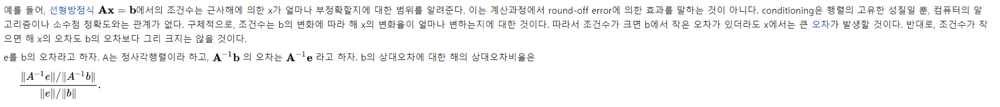 예를 들어, 선형방정식 Ax = b에서의 조건수는 근사해에 의한 x가 얼마나 부정확할지에 대한 범위를 알려준다. 이는 계산과정에서 round-off error에 의한 효과를 말하는 것이 아니다. conditioning은 행렬의 고유한 성질일 뿐, 컴퓨터의 알
고리즘이나 소수점 정확도와는 관계가 없다. 구체적으로, 조건수는 b의 변화에 따라 해 x의 변화율이 얼마나 변하는지에 대한 것이다. 따라서 조건수가 크면 b에서 작은 오차가 있더라도 x에서는 큰 오차가 발생할 것이다. 반대로, 조건수가 작
으면 해 x의 오차도 b의 오차보다 그리 크지는 않을 것이다.
e를 b의 오차라고 하자. A는 정사각행렬이라 하고, A⁻¹b 의 오차는 A⁻¹e 라고 하자. b의 상대오차에 대한 해의 상대오차비율은
‖A⁻¹e‖/‖A⁻¹b‖
‖e‖/‖b‖ .